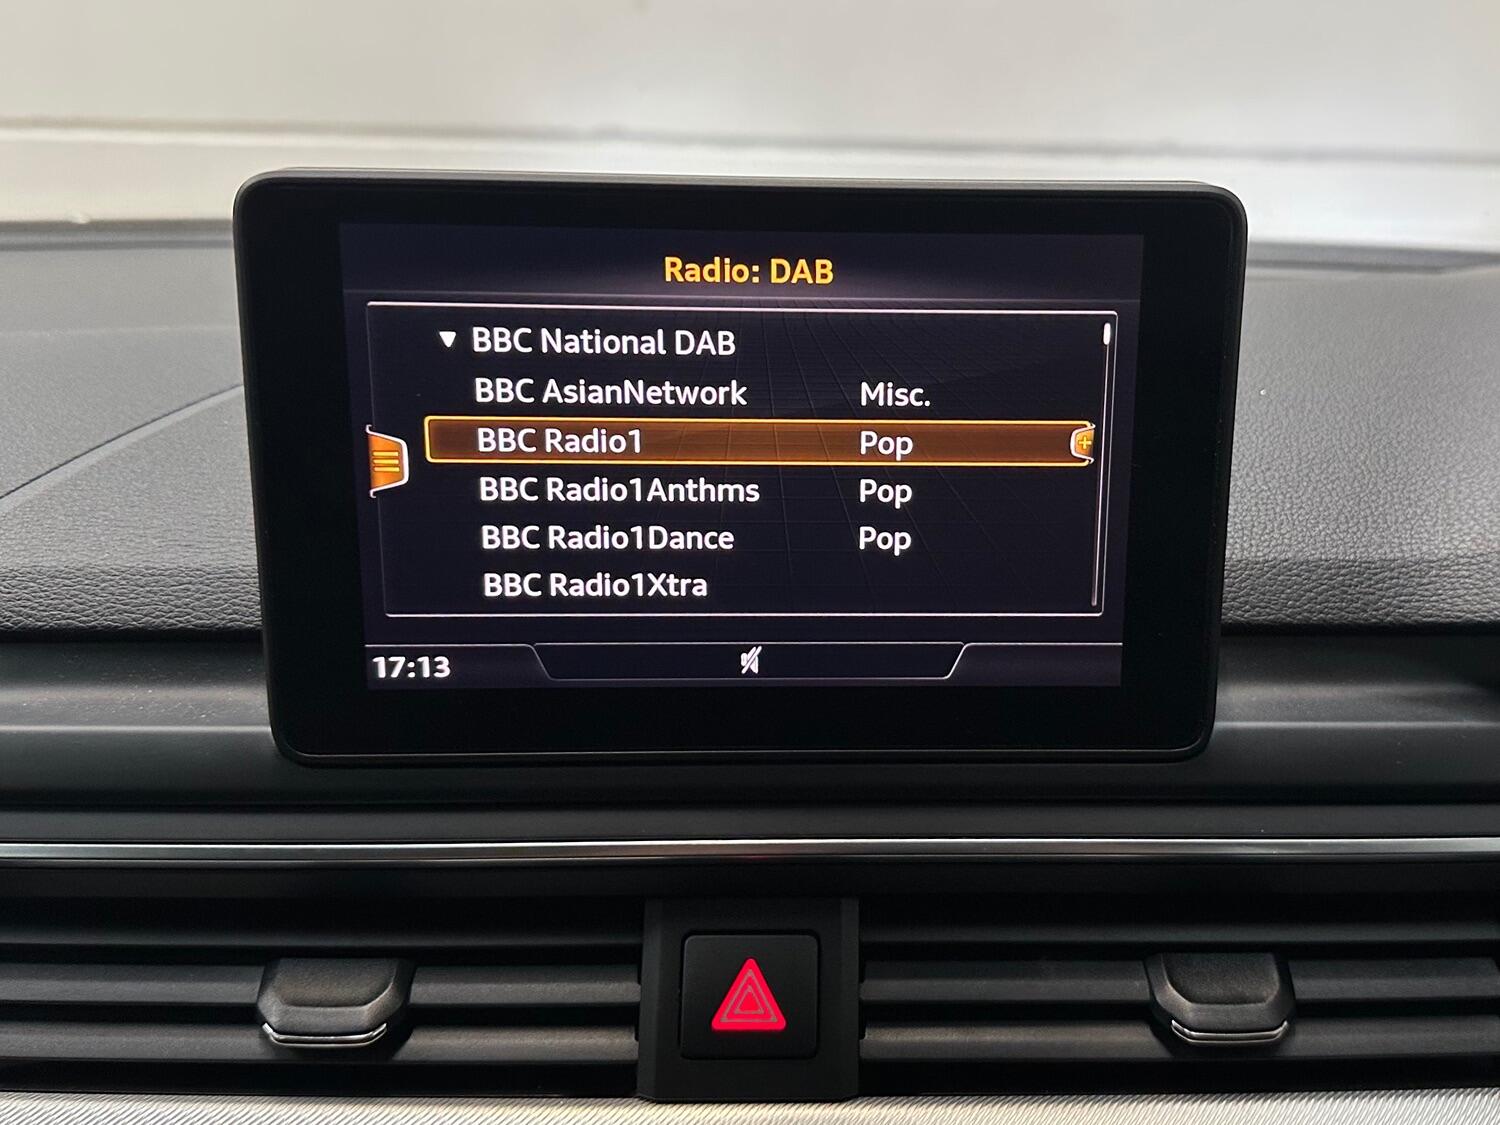 Radio: DAB
BBC National DAB
BBC AsianNetwork Misc.
BBC Radio1 Pop
BBC Radio1Anthms Pop
BBC Radio1Dance Pop
BBC Radio1Xtra
17:13